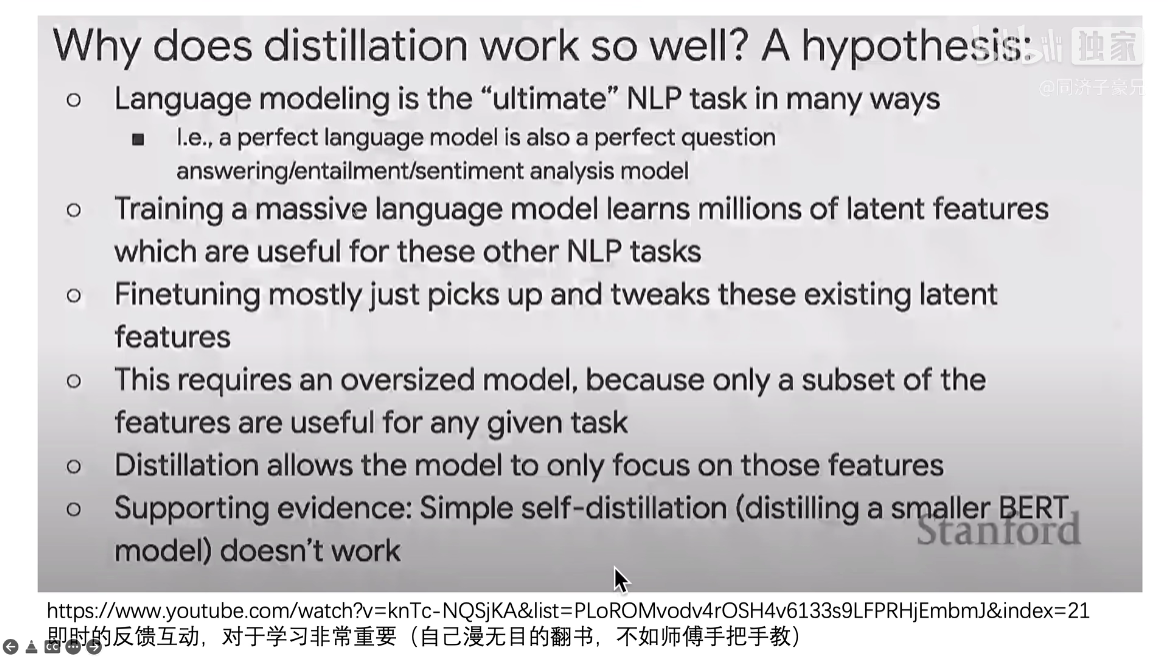 Why does distillation work so well? A hypothesis:
bilibili 独家
@同济子豪兄
Language modeling is the “ultimate” NLP task in many ways
I.e., a perfect language model is also a perfect question
answering/entailment/sentiment analysis model
Training a massive language model learns millions of latent features
which are useful for these other NLP tasks
Finetuning mostly just picks up and tweaks these existing latent
features
This requires an oversized model, because only a subset of the
features are useful for any given task
Distillation allows the model to only focus on those features
Supporting evidence: Simple self-distillation (distilling a smaller BERT
model) doesn’t work
Stanford
https://www.youtube.com/watch?v=knTc-NQSjKA&list=PLoROMvodv4rOSH4v6133s9LFPRHjEmbmJ&index=21
即时的反馈互动，对于学习非常重要（自己漫无目的翻书，不如师傅手把手教）
CC